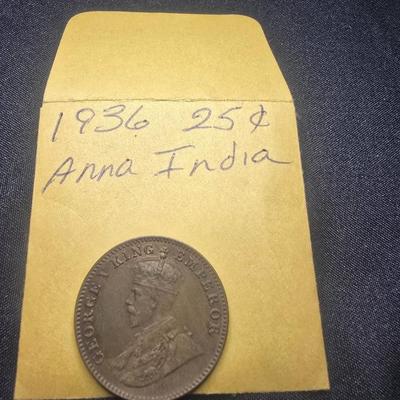 1936 25¢
Anna India
GEORGE V KING EMPEROR